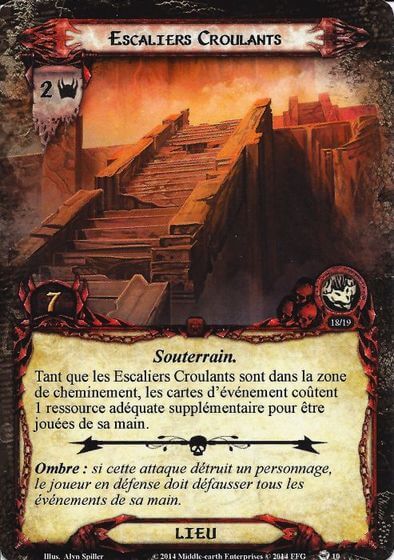 Escaliers Croulants
2
7
18/19
Souterrain.
Tant que les Escaliers Croulants sont dans la zone
de cheminement, les cartes d'événement coûtent
1 ressource adéquate supplémentaire pour être
jouées de sa main.
Ombre : si cette attaque détruit un personnage,
le joueur en défense doit défausser tous les
événements de sa main.
LIEU
Illus. Alyn Spiller
© 2014 Middle-earth Enterprises © 2014 FFG